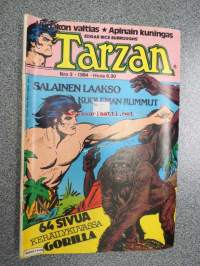 Viidakon valtias ★ Apinain kuningas
EDGAR RICE BURROUGHS'
TARZAN
Nro 3 • 1984 • Hinta 6,90
SALAINEN LAAKSO
KUOLEMAN RUMMUT
64 SIVUA
KERÄILYKUVASSA
GORILLA